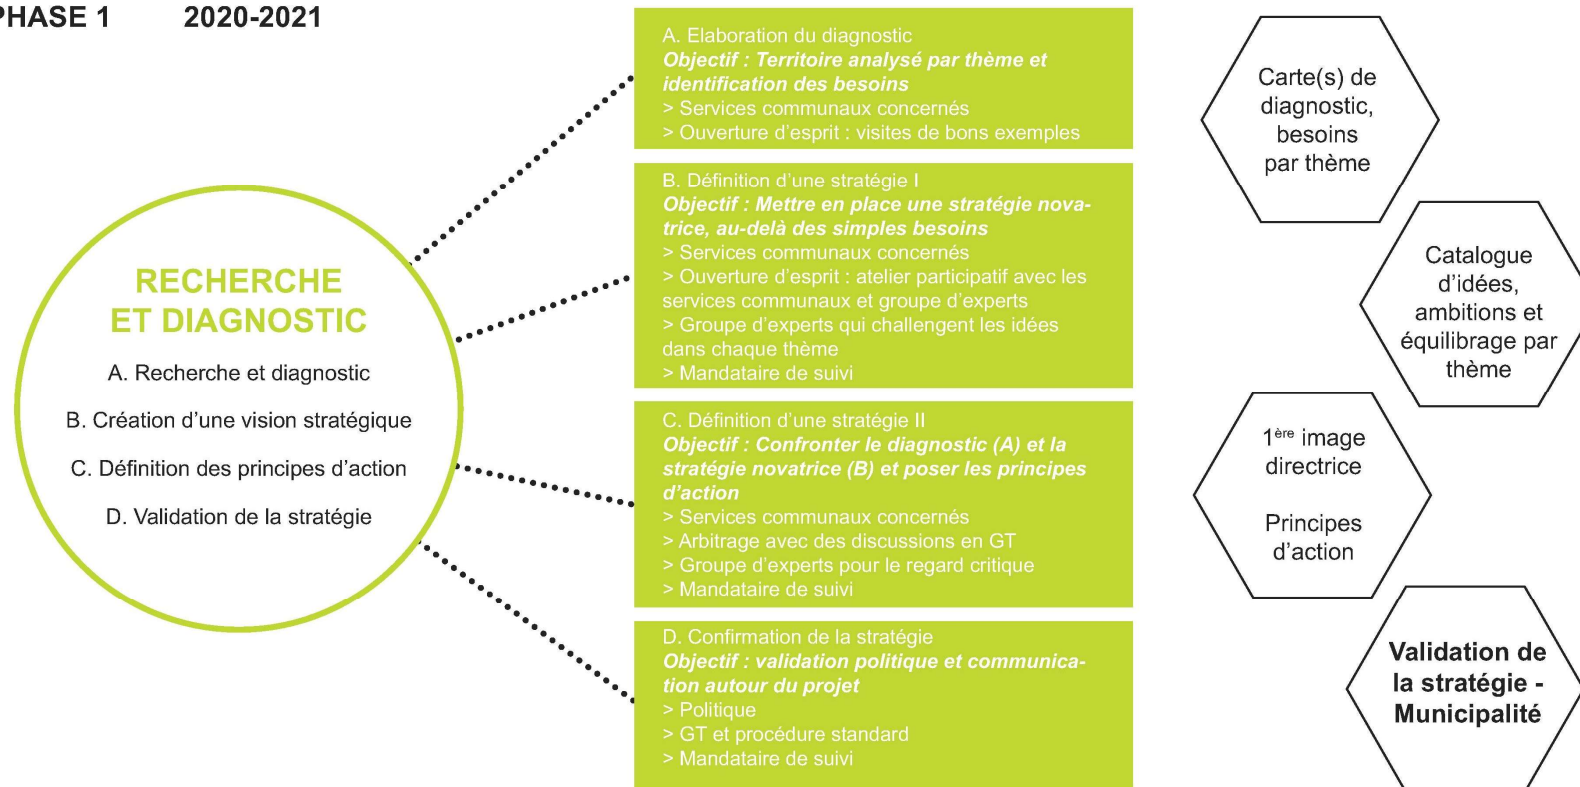 PHASE 1 2020-2021
RECHERCHE
ET DIAGNOSTIC
A. Recherche et diagnostic
B. Création d'une vision stratégique
C. Définition des principes d'action
D. Validation de la stratégie
A. Elaboration du diagnostic
Objectif : Territoire analysé par thème et
identification des besoins
> Services communaux concernés
> Ouverture d'esprit : visites de bons exemples
B. Définition d'une stratégie I
Objectif : Mettre en place une stratégie nova-
trice, au-delà des simples besoins
> Services communaux concernés
> Ouverture d'esprit : atelier participatif avec les
services communaux et groupe d'experts
> Groupe d'experts qui challengent les idées
dans chaque thème
> Mandataire de suivi
C. Définition d'une stratégie II
Objectif : Confronter le diagnostic (A) et la
stratégie novatrice (B) et poser les principes
d'action
> Services communaux concernés
> Arbitrage avec des discussions en GT
> Groupe d'experts pour le regard critique
> Mandataire de suivi
D. Confirmation de la stratégie
Objectif : validation politique et communica-
tion autour du projet
> Politique
> GT et procédure standard
> Mandataire de suivi
Carte(s) de
diagnostic,
besoins
par thème
Catalogue
d'idées,
ambitions et
équilibrage par
thème
1ère image
directrice
Principes
d'action
Validation de
la stratégie -
Municipalité